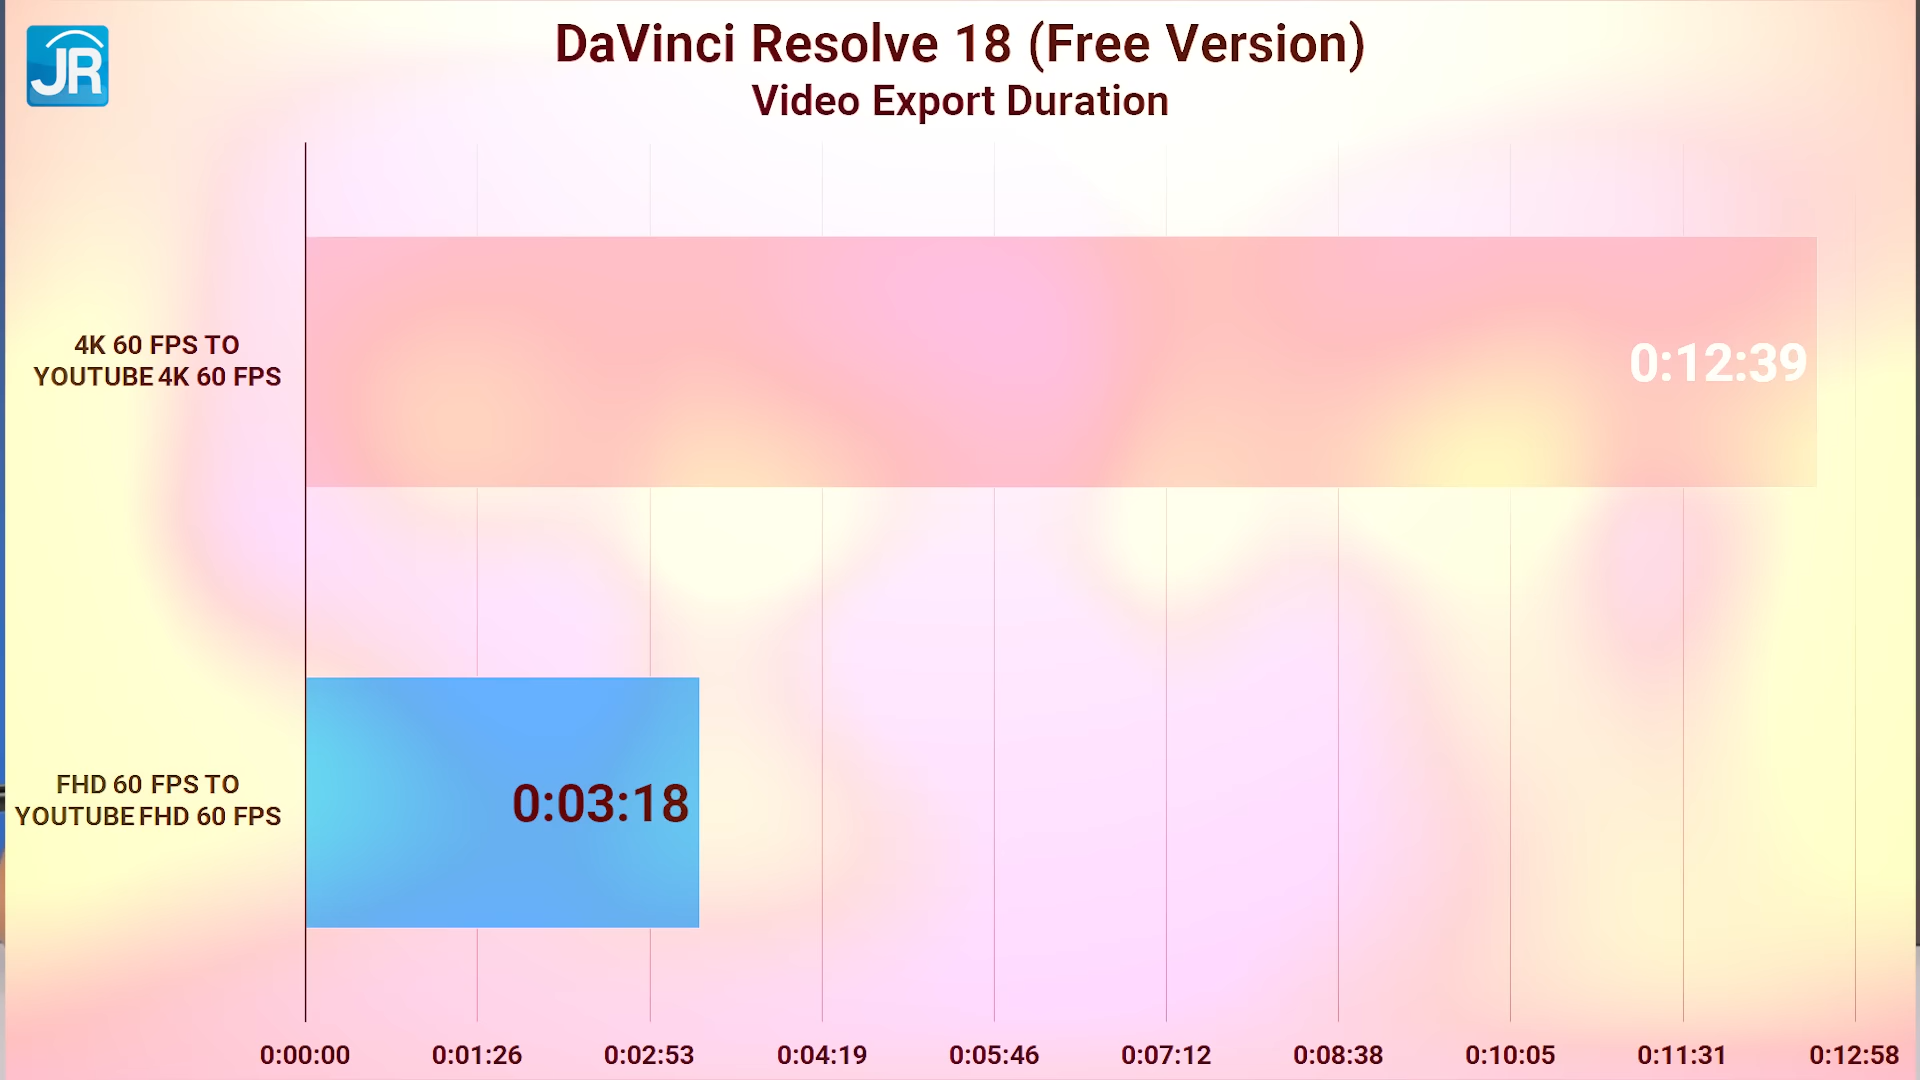 JR
DaVinci Resolve 18 (Free Version)
Video Export Duration
4K 60 FPS TO
YOUTUBE 4K 60 FPS
0:12:39
FHD 60 FPS TO
YOUTUBE FHD 60 FPS
0:03:18
0:00:00 0:01:26 0:02:53 0:04:19 0:05:46 0:07:12 0:08:38 0:10:05 0:11:31 0:12:58